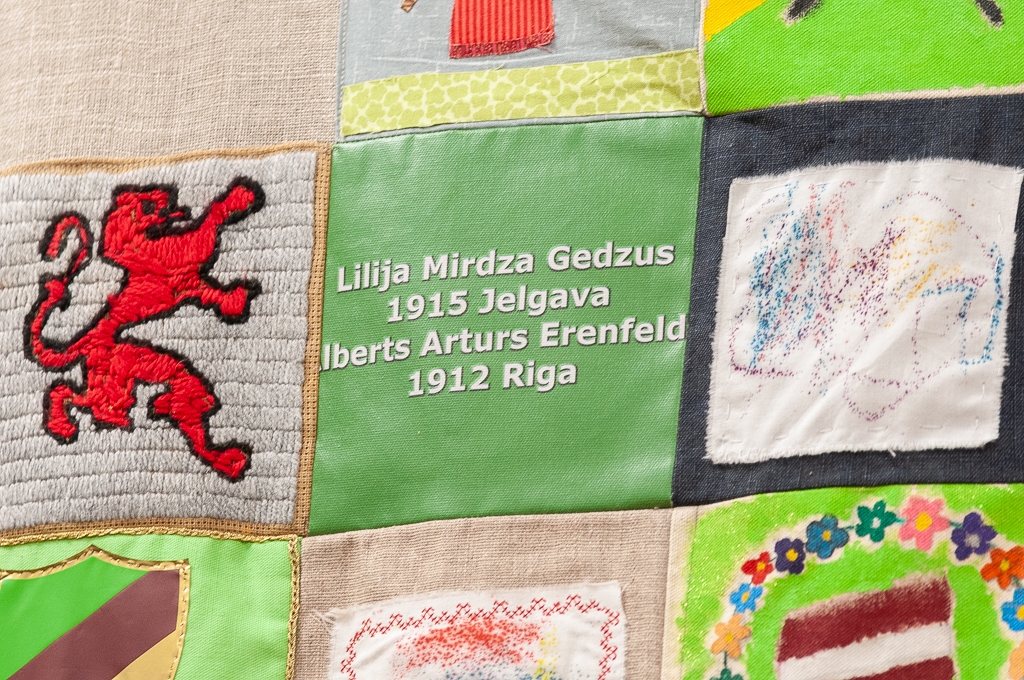 Lilija Mirdza Gedzus
1915 Jelgava
lberts Arturs Erenfeld
1912 Riga